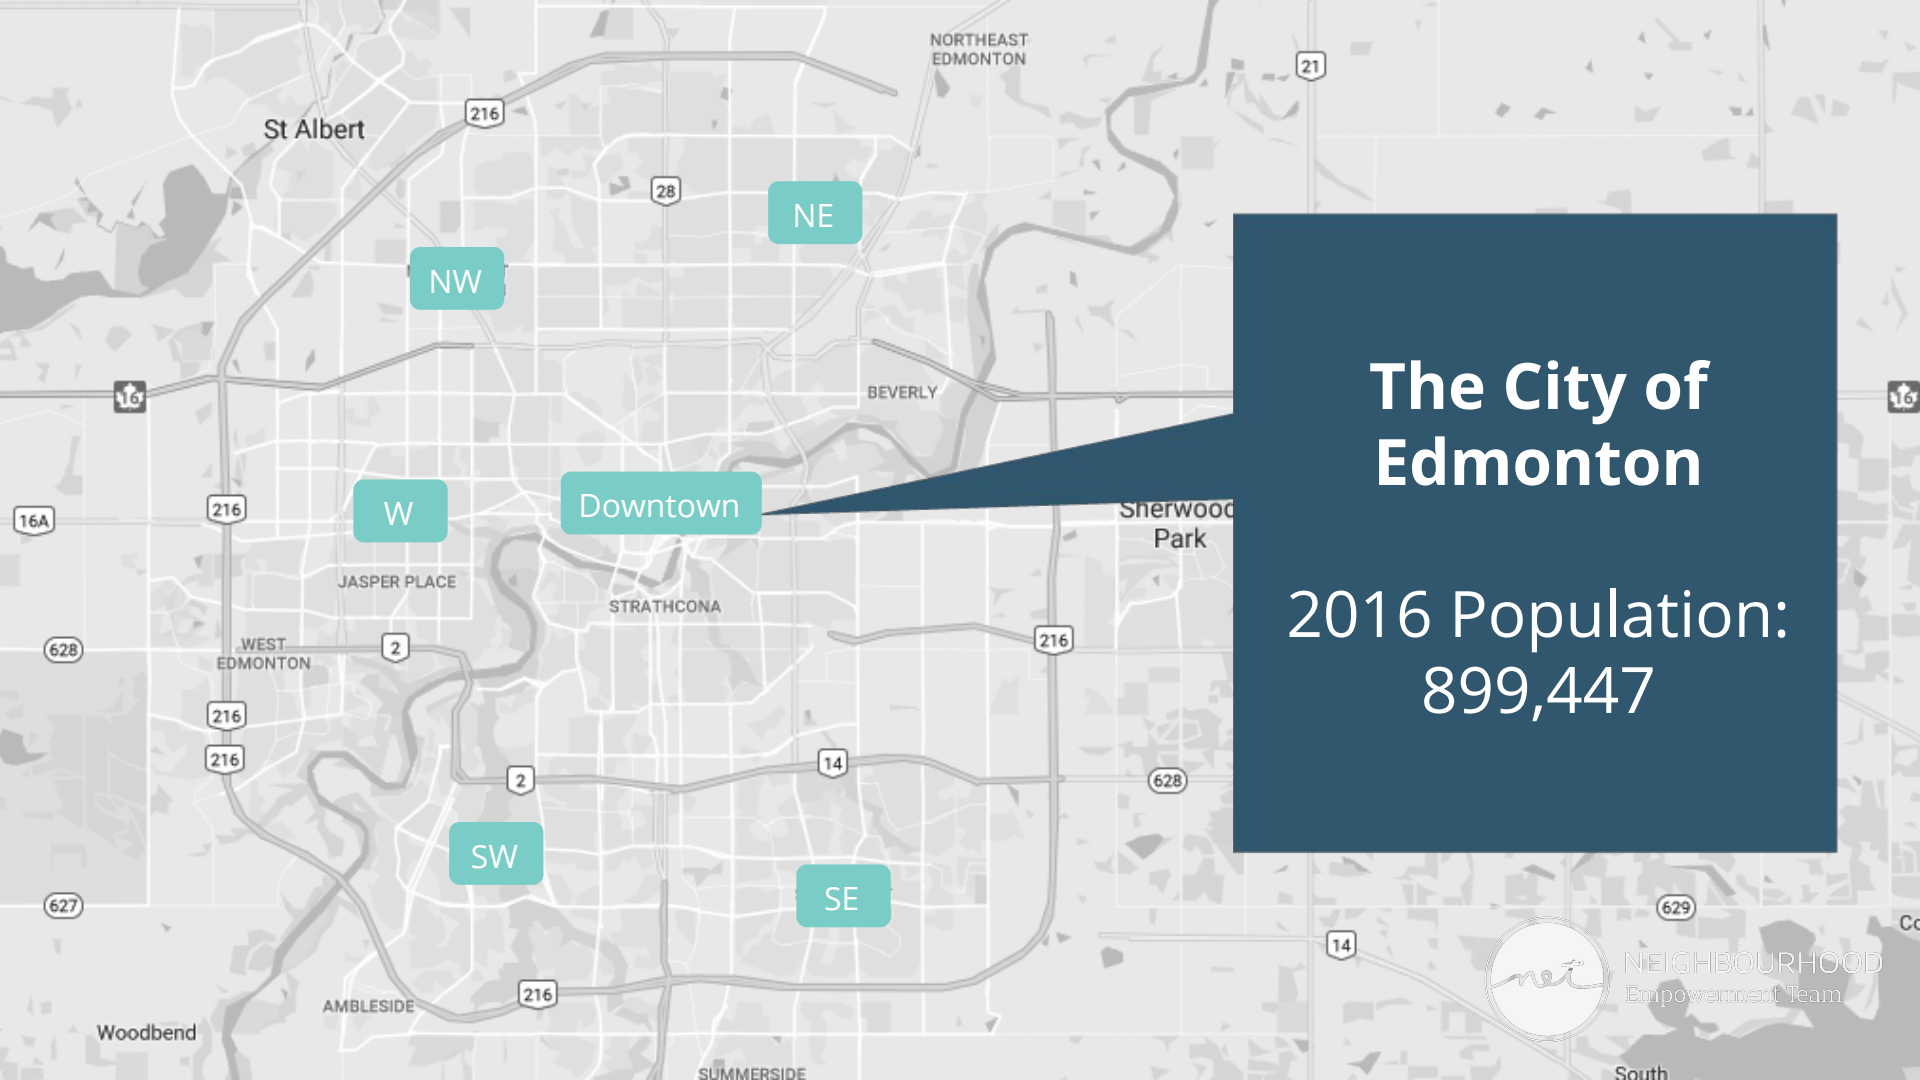 NORTHEAST
EDMONTON
21
216
St Albert
28
NE
NW
The City of
Edmonton
2016 Population:
899,447
16
16
BEVERLY
Downtown
W
216
16A
Sherwood
Park
JASPER PLACE
STRATHCONA
628
WEST
EDMONTON
2
216
216
216
14
2
628
SW
SE
627
629
Co
14
NEIGHBOURHOOD
Empowerment Team
net
216
AMBLESIDE
Woodbend
SUMMERSIDE
South